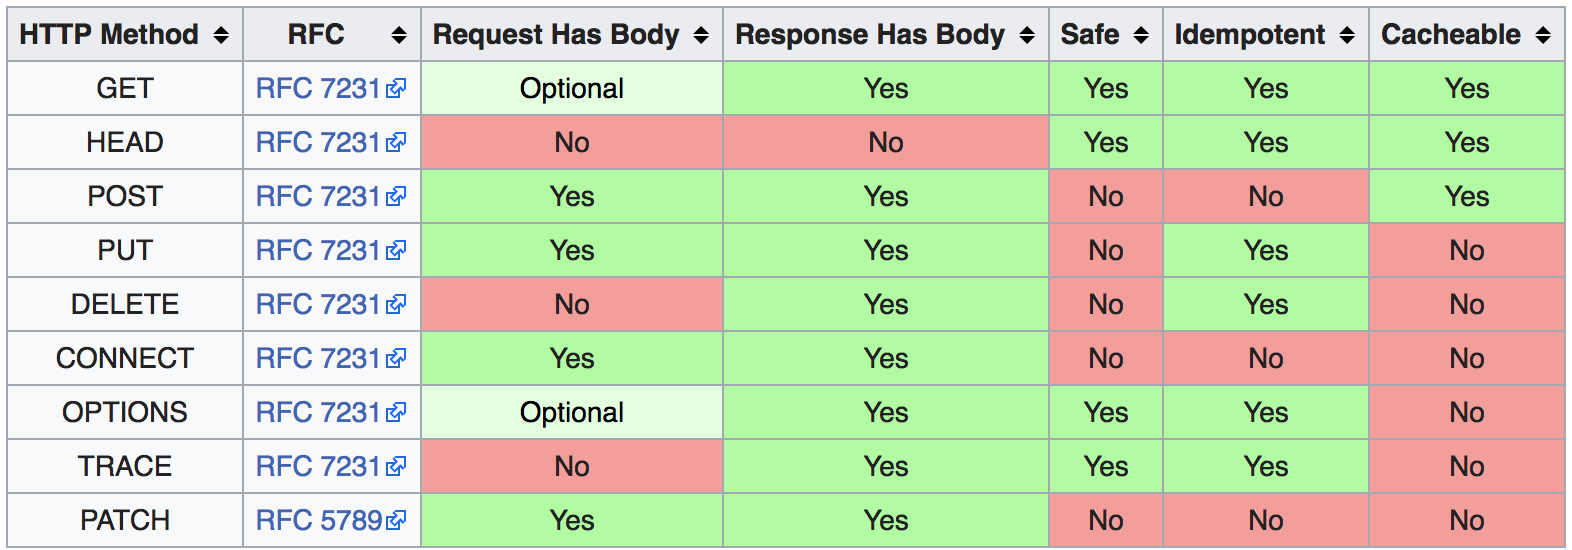 HTTP Method RFC Request Has Body Response Has Body Safe Idempotent Cacheable
GET RFC 7231 Optional Yes Yes Yes Yes
HEAD RFC 7231 No No Yes Yes Yes
POST RFC 7231 Yes Yes No No Yes
PUT RFC 7231 Yes Yes No Yes No
DELETE RFC 7231 No Yes No Yes No
CONNECT RFC 7231 Yes Yes No No No
OPTIONS RFC 7231 Optional Yes Yes Yes No
TRACE RFC 7231 No Yes Yes Yes No
PATCH RFC 5789 Yes Yes No No No